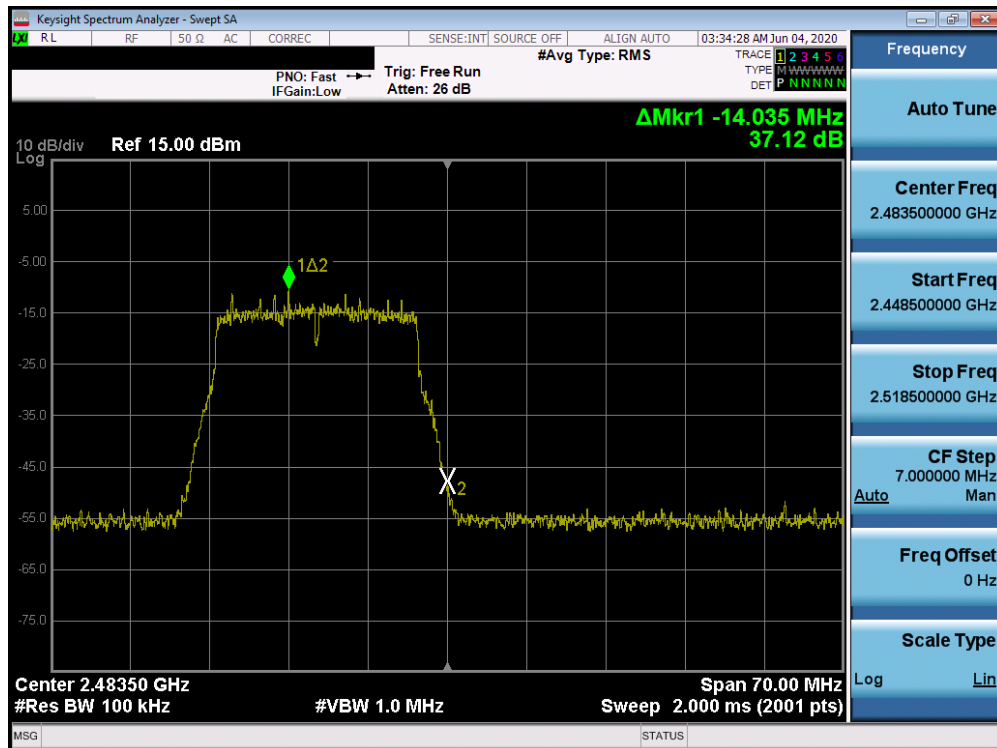 Keysight Spectrum Analyzer - Swept SA
LXI RL RF 50 Ω AC CORREC SENSE:INT SOURCE OFF ALIGN AUTO 03:34:28 AM Jun 04, 2020
#Avg Type: RMS
TRACE 1 2 3 4 5 6
PNO: Fast Trig: Free Run
TYPE M W W W W W
IFGain:Low Atten: 26 dB
DET P N N N N N
ΔMkr1 -14.035 MHz
37.12 dB
10 dB/div Ref 15.00 dBm
Log
5.00
-5.00
1Δ2
-15.0
-25.0
-35.0
-45.0
2
-55.0
-65.0
-75.0
Center 2.48350 GHz Span 70.00 MHz
#Res BW 100 kHz #VBW 1.0 MHz Sweep 2.000 ms (2001 pts)
MSG STATUS
Frequency
Auto Tune
Center Freq
2.483500000 GHz
Start Freq
2.448500000 GHz
Stop Freq
2.518500000 GHz
CF Step
7.000000 MHz
Auto Man
Freq Offset
0 Hz
Scale Type
Log Lin